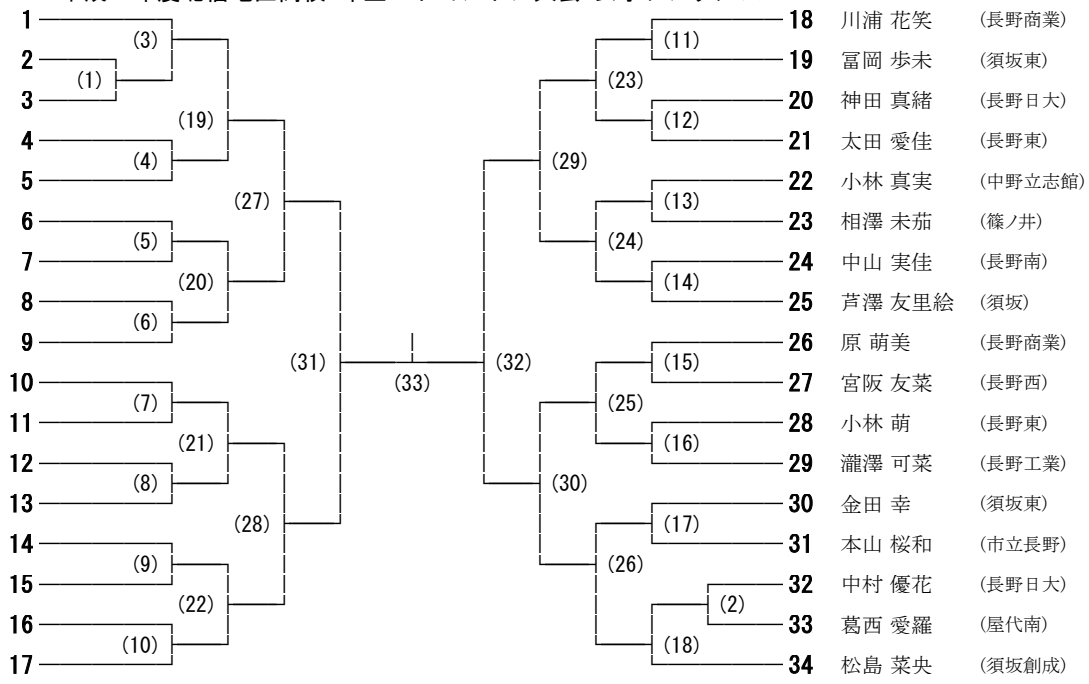 1
2
3
4
5
6
7
8
9
10
11
12
13
14
15
16
17
(1)
(3)
(4)
(5)
(6)
(7)
(8)
(9)
(10)
(19)
(20)
(21)
(22)
(27)
(28)
(31)
(33)
(32)
(29)
(30)
(23)
(24)
(25)
(26)
(11)
(12)
(13)
(14)
(15)
(16)
(17)
(18)
(2)
18 川浦 花笑 (長野商業)
19 冨岡 歩未 (須坂東)
20 神田 真緒 (長野日大)
21 太田 愛佳 (長野東)
22 小林 真実 (中野立志館)
23 相澤 未茄 (篠ノ井)
24 中山 実佳 (長野南)
25 芦澤 友里絵 (須坂)
26 原 萌美 (長野商業)
27 宮阪 友菜 (長野西)
28 小林 萌 (長野東)
29 瀧澤 可菜 (長野工業)
30 金田 幸 (須坂東)
31 本山 桜和 (市立長野)
32 中村 優花 (長野日大)
33 葛西 愛羅 (屋代南)
34 松島 菜央 (須坂創成)